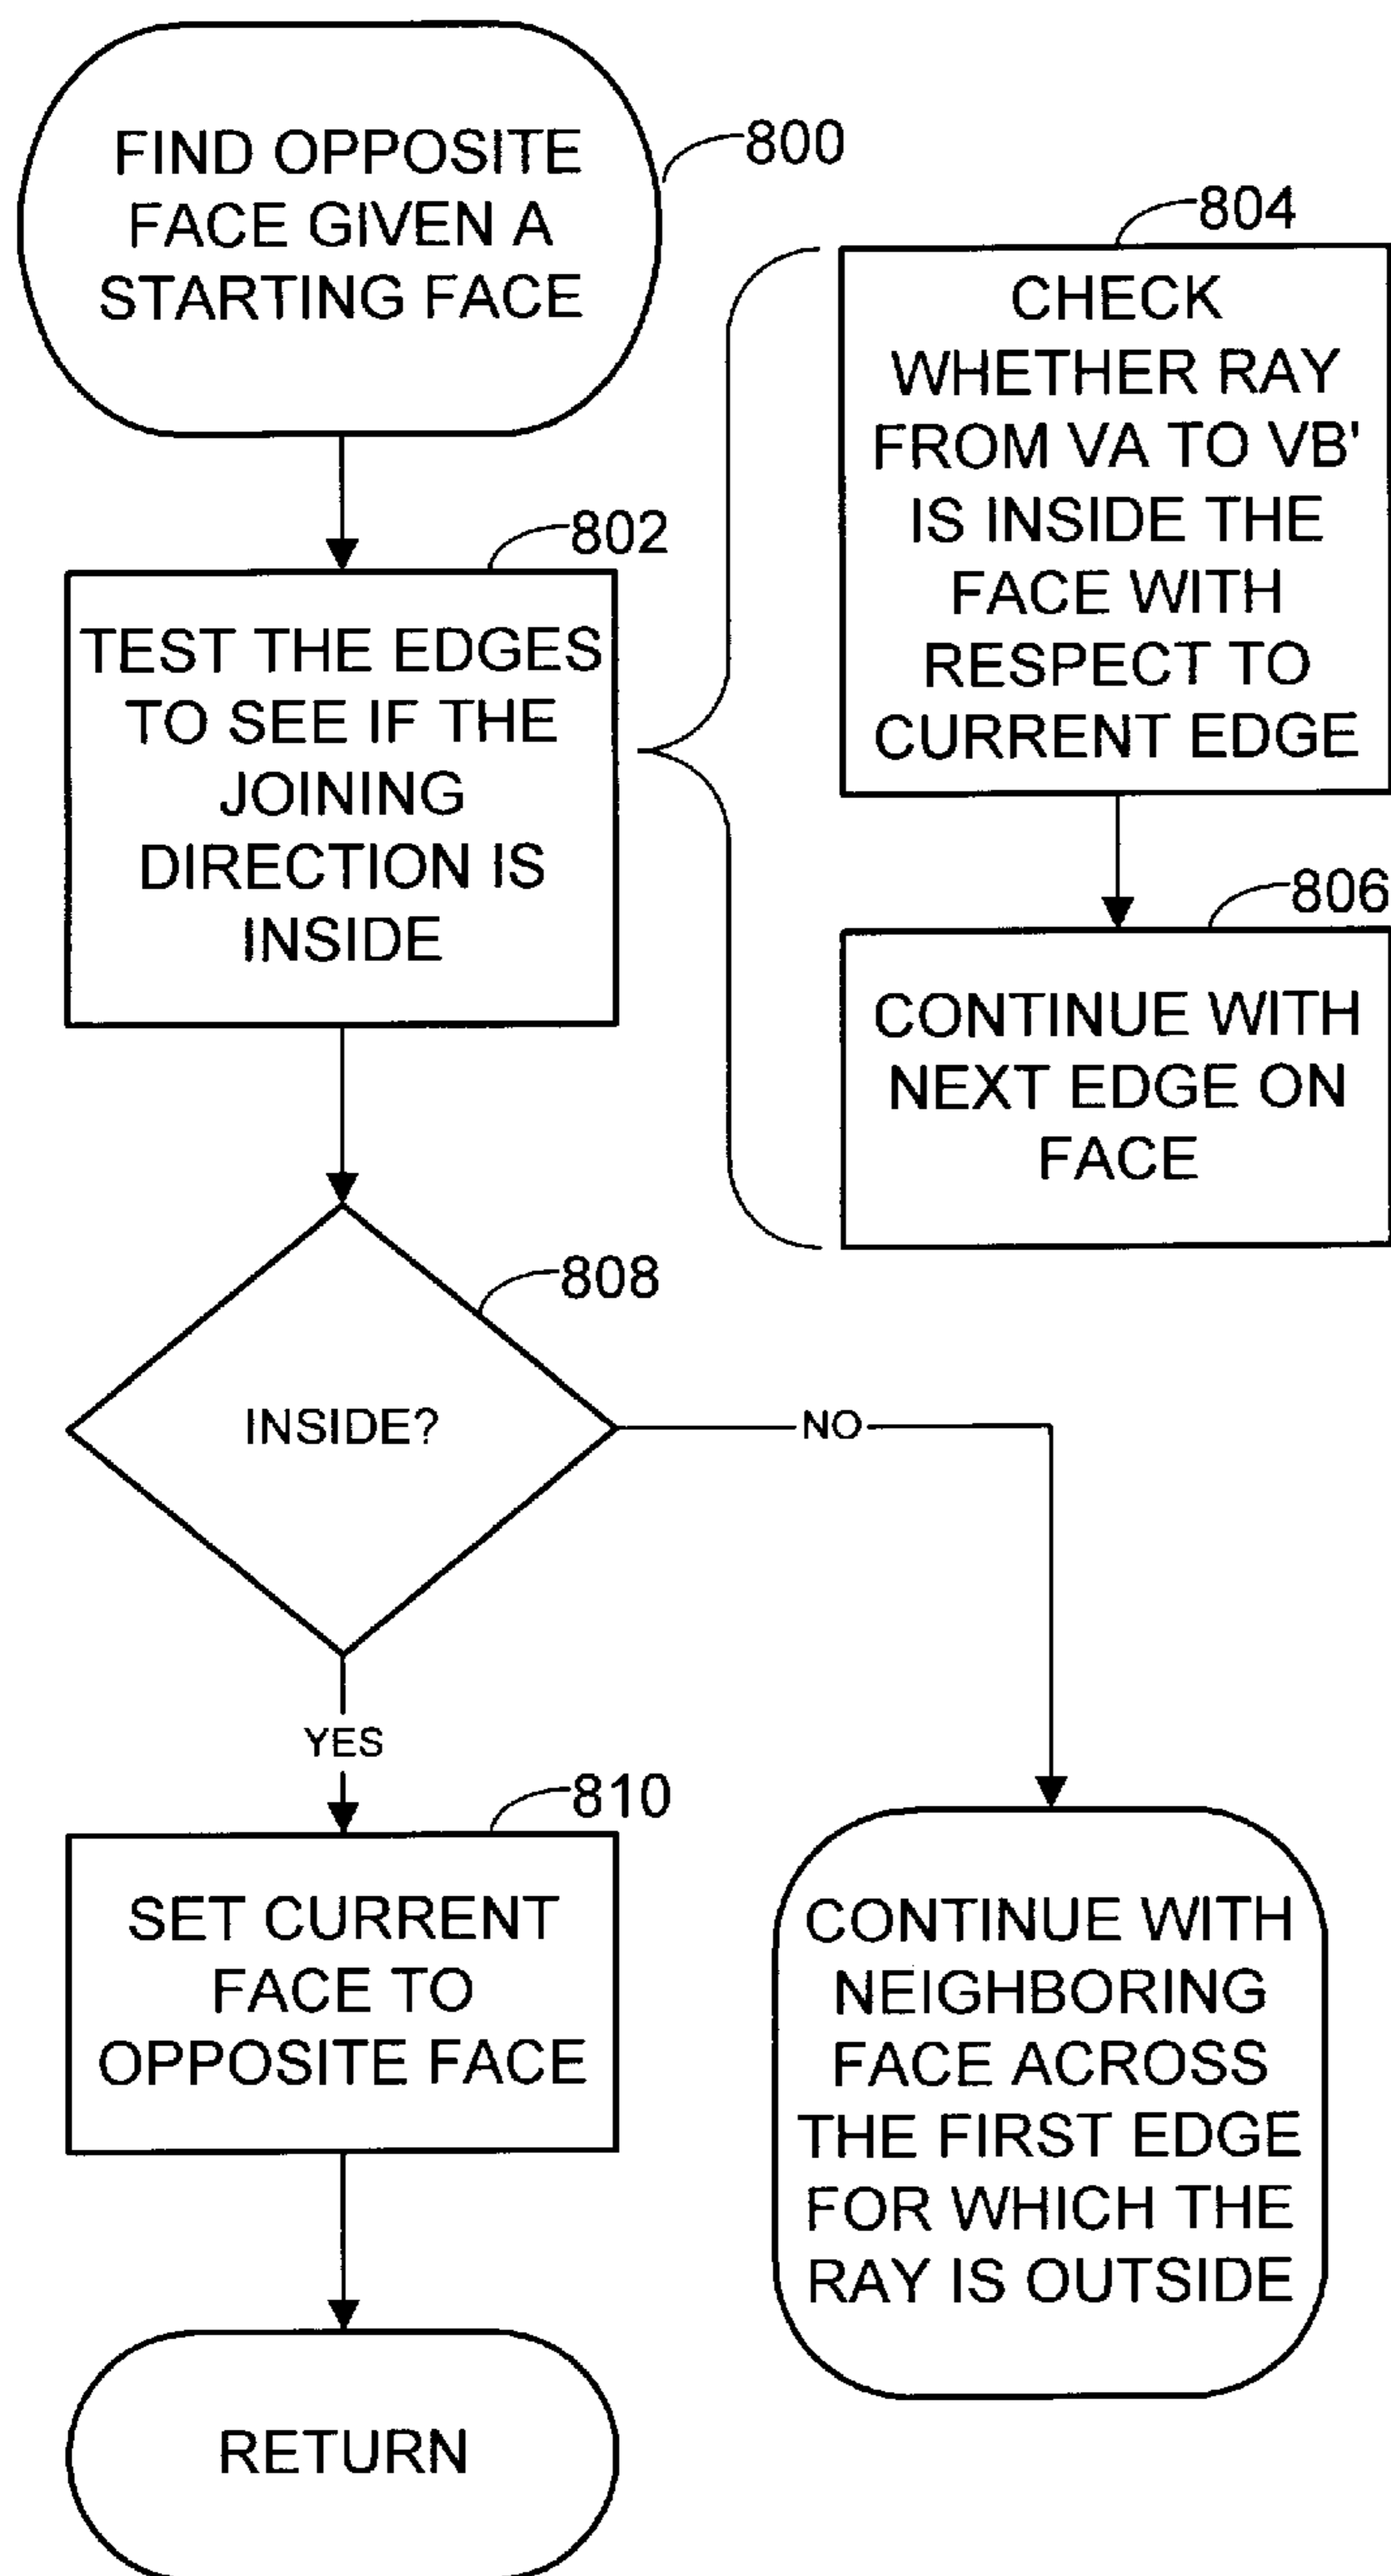 FIND OPPOSITE
FACE GIVEN A
STARTING FACE
800
802
TEST THE EDGES
TO SEE IF THE
JOINING
DIRECTION IS
INSIDE
804
CHECK
WHETHER RAY
FROM VA TO VB'
IS INSIDE THE
FACE WITH
RESPECT TO
CURRENT EDGE
806
CONTINUE WITH
NEXT EDGE ON
FACE
808
INSIDE?
NO
YES
810
SET CURRENT
FACE TO
OPPOSITE FACE
CONTINUE WITH
NEIGHBORING
FACE ACROSS
THE FIRST EDGE
FOR WHICH THE
RAY IS OUTSIDE
RETURN